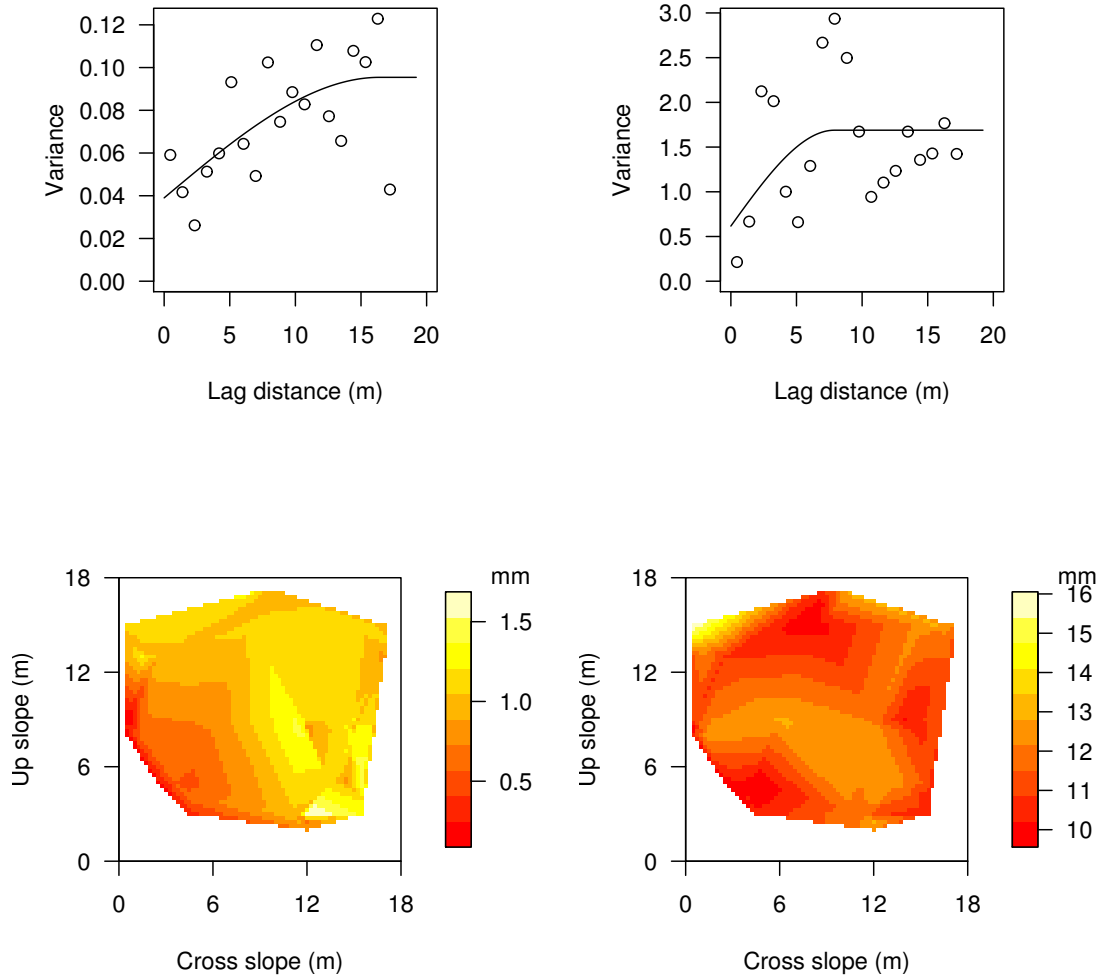 0.12
0.10
0.08
0.06
0.04
0.02
0.00
Variance
0 5 10 15 20
Lag distance (m)
3.0
2.5
2.0
1.5
1.0
0.5
0.0
Variance
0 5 10 15 20
Lag distance (m)
18
12
6
0
Up slope (m)
0 6 12 18
Cross slope (m)
mm
1.5
1.0
0.5
18
12
6
0
Up slope (m)
0 6 12 18
Cross slope (m)
mm
16
15
14
13
12
11
10